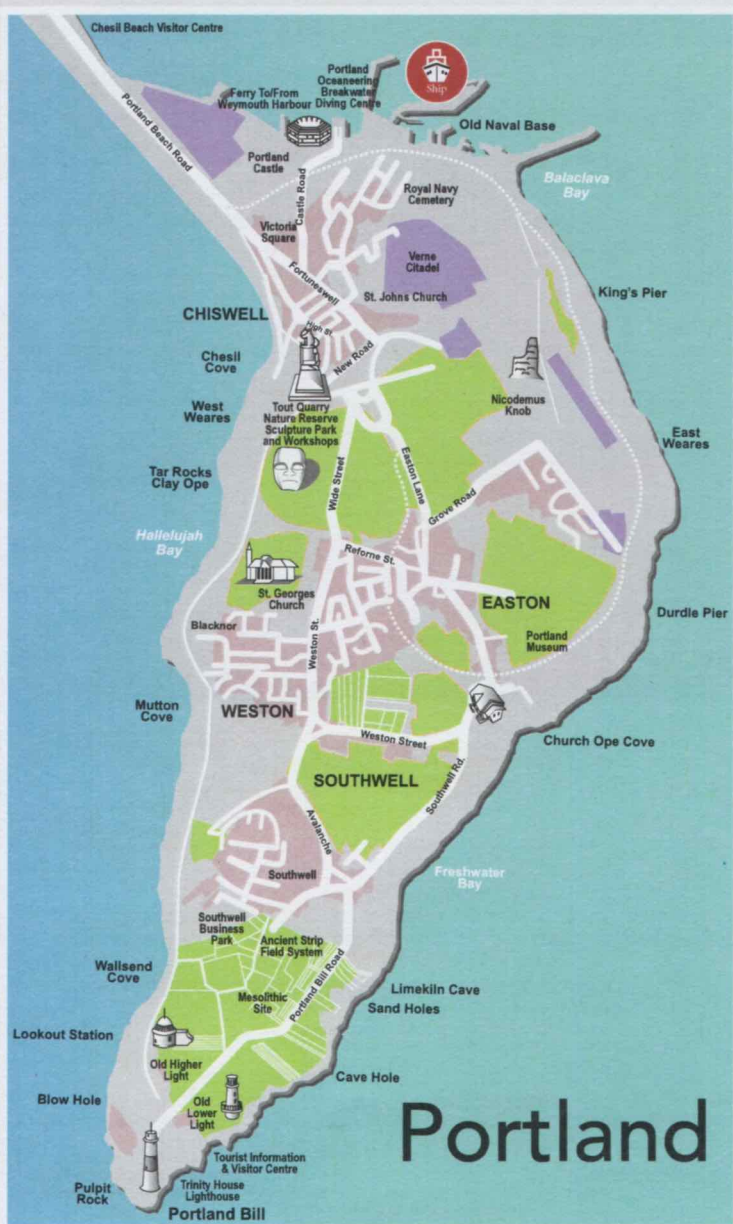 Chesil Beach Visitor Centre
Portland
Oceaneering
Breakwater
Diving Centre
Ship
Ferry To/From
Weymouth Harbour
Old Naval Base
Portland Beach Road
Portland
Castle
Castle Road
Royal Navy
Cemetery
Balaclava
Bay
Victoria
Square
Verne
Citadel
Fortuneswell
St. Johns Church
King's Pier
CHISWELL
High St.
New Road
Chesil
Cove
Nicodemus
Knob
West
Weares
Tout Quarry
Nature Reserve
Sculpture Park
and Workshops
East
Weares
Tar Rocks
Clay Ope
Wide Street
Easton Lane
Grove Road
Hallelujah
Bay
Reforne St.
St. Georges
Church
EASTON
Blacknor
Weston St.
Portland
Museum
Durdle Pier
Mutton
Cove
WESTON
Weston Street
Church Ope Cove
SOUTHWELL
Southwell Rd.
Avalanche
Southwell
Freshwater
Bay
Southwell
Business
Park
Ancient Strip
Field System
Wallsend
Cove
Mesolithic
Site
Portland Bill Road
Limekiln Cave
Sand Holes
Lookout Station
Old Higher
Light
Cave Hole
Blow Hole
Old
Lower
Light
Portland
Tourist Information
& Visitor Centre
Pulpit
Rock
Trinity House
Lighthouse
Portland Bill